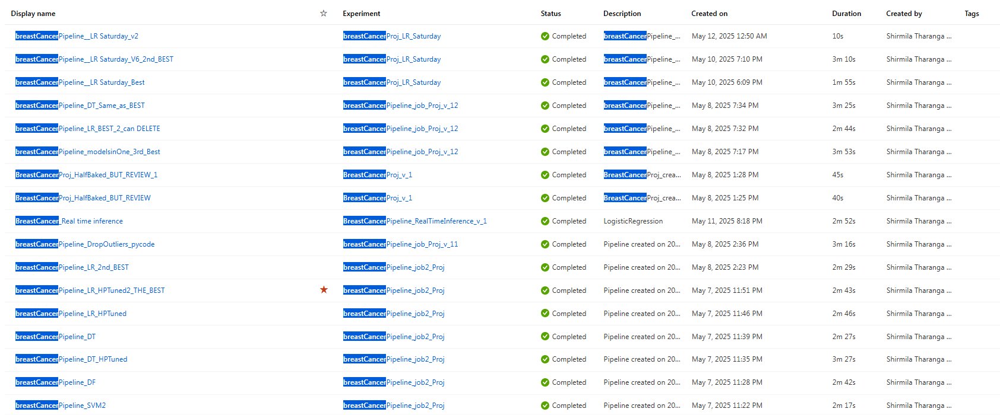 Display name ☆ Experiment Status Description Created on Duration Created by Tags
breastCancerPipeline__LR Saturday_v2 breastCancerProj_LR_Saturday Completed breastCancerPipeline_... May 12, 2025 12:50 AM 10s Shirmila Tharanga ...
breastCancerPipeline__LR Saturday_V6_2nd_BEST breastCancerProj_LR_Saturday Completed breastCancerPipeline_... May 10, 2025 7:10 PM 3m 10s Shirmila Tharanga ...
breastCancerPipeline__LR Saturday_Best breastCancerProj_LR_Saturday Completed breastCancerPipeline_... May 10, 2025 6:09 PM 1m 55s Shirmila Tharanga ...
breastCancerPipeline_DT_Same_as_BEST breastCancerPipeline_job_Proj_v_12 Completed breastCancerPipeline_... May 8, 2025 7:34 PM 3m 25s Shirmila Tharanga ...
breastCancerPipeline_LR_BEST_2_can DELETE breastCancerPipeline_job_Proj_v_12 Completed breastCancerPipeline_... May 8, 2025 7:32 PM 2m 44s Shirmila Tharanga ...
breastCancerPipeline_modelsinOne_3rd_Best breastCancerPipeline_job_Proj_v_12 Completed breastCancerPipeline_... May 8, 2025 7:17 PM 3m 53s Shirmila Tharanga ...
BreastCancerProj_HalfBaked_BUT_REVIEW_1 BreastCancerProj_v_1 Completed BreastCancerProj_crea... May 8, 2025 1:28 PM 45s Shirmila Tharanga ...
BreastCancerProj_HalfBaked_BUT_REVIEW BreastCancerProj_v_1 Completed BreastCancerProj_crea... May 8, 2025 1:25 PM 40s Shirmila Tharanga ...
BreastCancer_Real time inference BreastCancerPipeline_RealTimeInference_v_1 Completed LogisticRegression May 11, 2025 8:18 PM 2m 52s Shirmila Tharanga ...
breastCancerPipeline_DropOutliers_pycode breastCancerPipeline_job_Proj_v_11 Completed Pipeline created on 20... May 8, 2025 2:36 PM 3m 16s Shirmila Tharanga ...
breastCancerPipeline_LR_2nd_BEST breastCancerPipeline_job2_Proj Completed Pipeline created on 20... May 8, 2025 2:23 PM 2m 29s Shirmila Tharanga ...
breastCancerPipeline_LR_HPTuned2_THE_BEST ★ breastCancerPipeline_job2_Proj Completed Pipeline created on 20... May 7, 2025 11:51 PM 2m 43s Shirmila Tharanga ...
breastCancerPipeline_LR_HPTuned breastCancerPipeline_job2_Proj Completed Pipeline created on 20... May 7, 2025 11:46 PM 2m 46s Shirmila Tharanga ...
breastCancerPipeline_DT breastCancerPipeline_job2_Proj Completed Pipeline created on 20... May 7, 2025 11:39 PM 2m 27s Shirmila Tharanga ...
breastCancerPipeline_DT_HPTuned breastCancerPipeline_job2_Proj Completed Pipeline created on 20... May 7, 2025 11:35 PM 3m 27s Shirmila Tharanga ...
breastCancerPipeline_DF breastCancerPipeline_job2_Proj Completed Pipeline created on 20... May 7, 2025 11:28 PM 2m 42s Shirmila Tharanga ...
breastCancerPipeline_SVM2 breastCancerPipeline_job2_Proj Completed Pipeline created on 20... May 7, 2025 11:22 PM 2m 17s Shirmila Tharanga ...